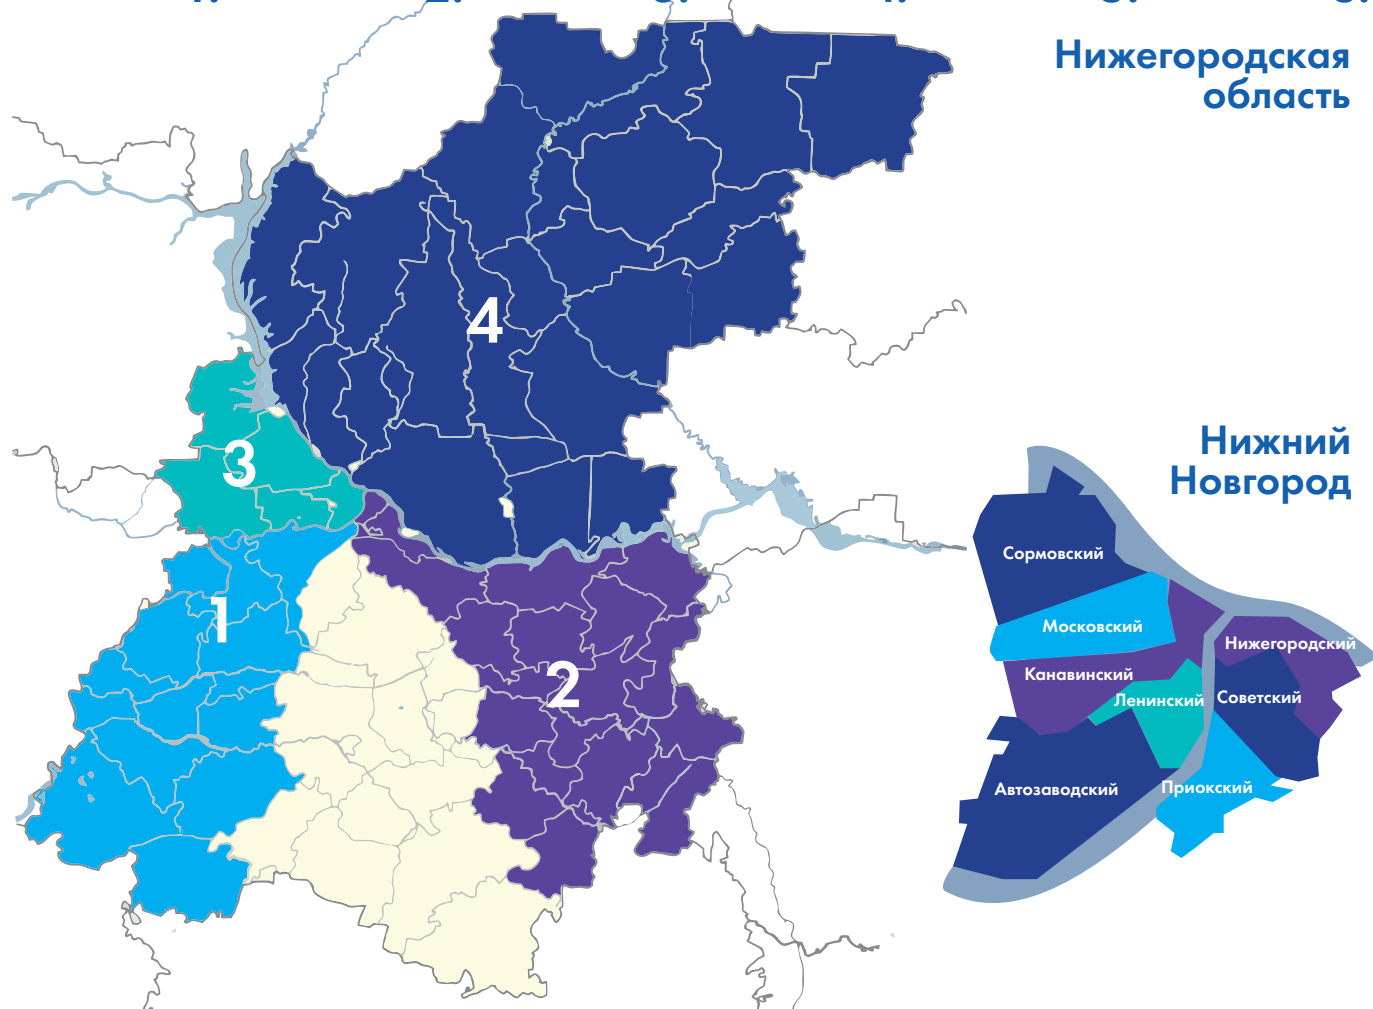 Нижегородская
область
4
3
1
2
Нижний
Новгород
Сормовский
Московский
Нижегородский
Канавинский
Ленинский
Советский
Автозаводский
Приокский